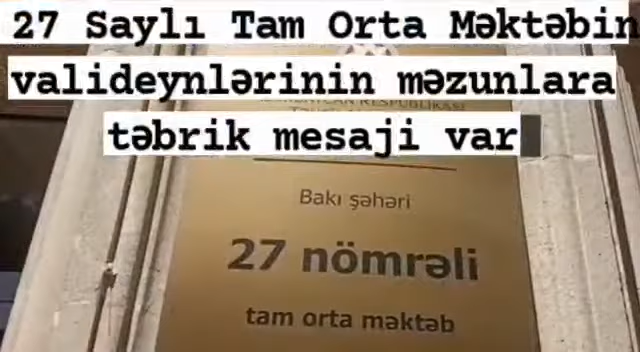 27 Saylı Tam Orta Məktəbin
valideynlərinin məzunlara
təbrik mesaji var
Bakı şəhəri
27 nömrəli
tam orta məktəb